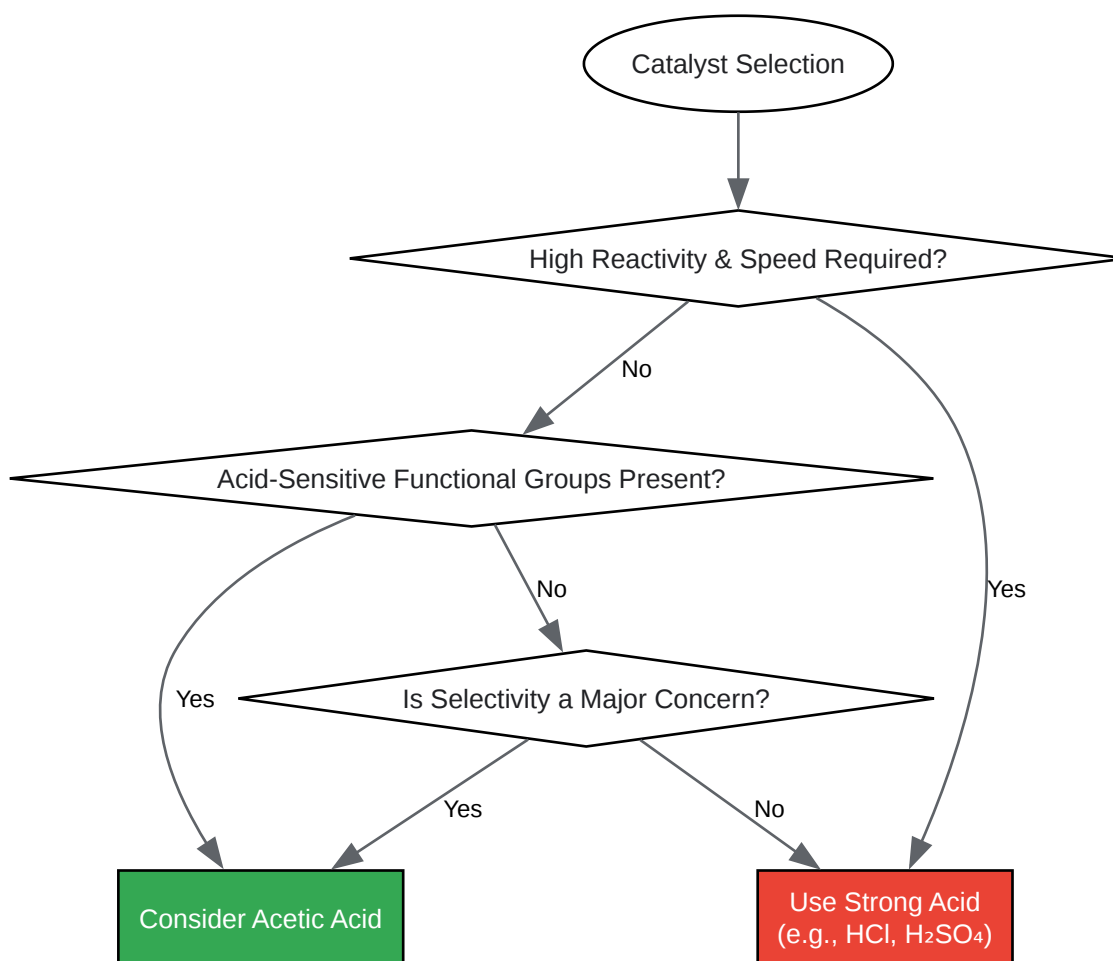 Catalyst Selection
High Reactivity & Speed Required?
No
Acid-Sensitive Functional Groups Present?
No
Yes
Yes
Is Selectivity a Major Concern?
Yes
No
Consider Acetic Acid
Use Strong Acid
(e.g., HCl, H₂SO₄)